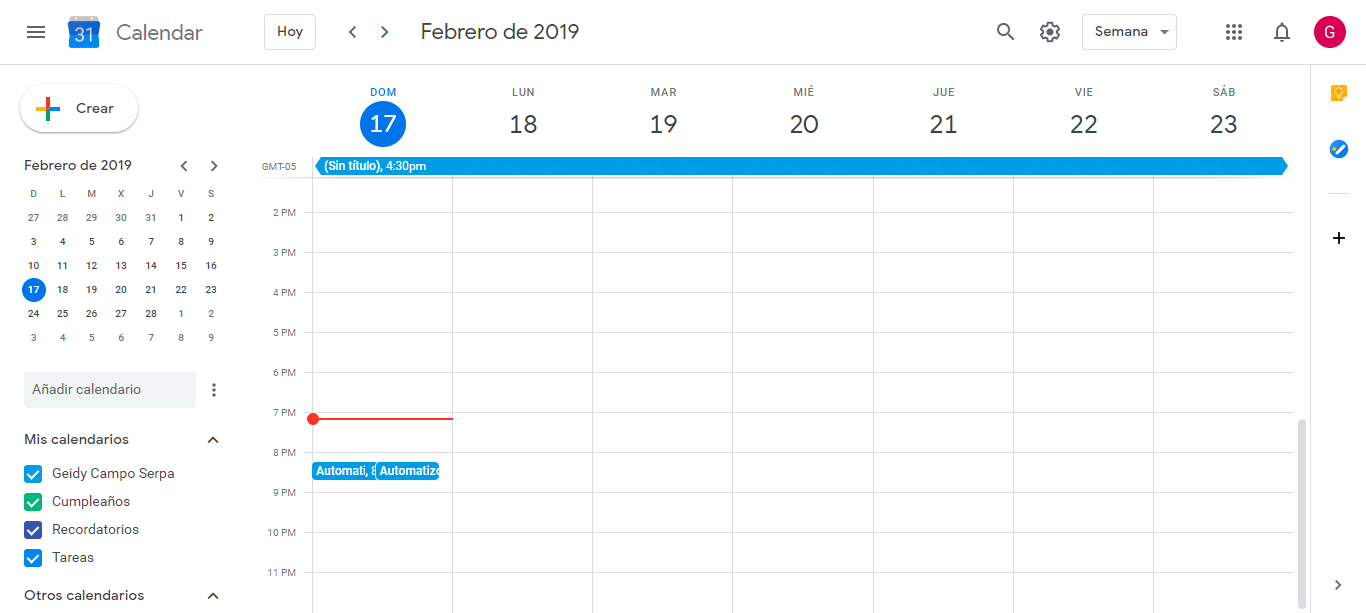 31 Calendar Hoy Febrero de 2019 Semana G
Crear
Febrero de 2019
D L M X J V S
27 28 29 30 31 1 2
3 4 5 6 7 8 9
10 11 12 13 14 15 16
17 18 19 20 21 22 23
24 25 26 27 28 1 2
3 4 5 6 7 8 9
Añadir calendario
Mis calendarios
Geidy Campo Serpa
Cumpleaños
Recordatorios
Tareas
Otros calendarios
DOM LUN MAR MIÉ JUE VIE SÁB
17 18 19 20 21 22 23
GMT-05 (Sin título), 4:30pm
2 PM
3 PM
4 PM
5 PM
6 PM
7 PM
8 PM
Automati, 8 Automatizo
9 PM
10 PM
11 PM